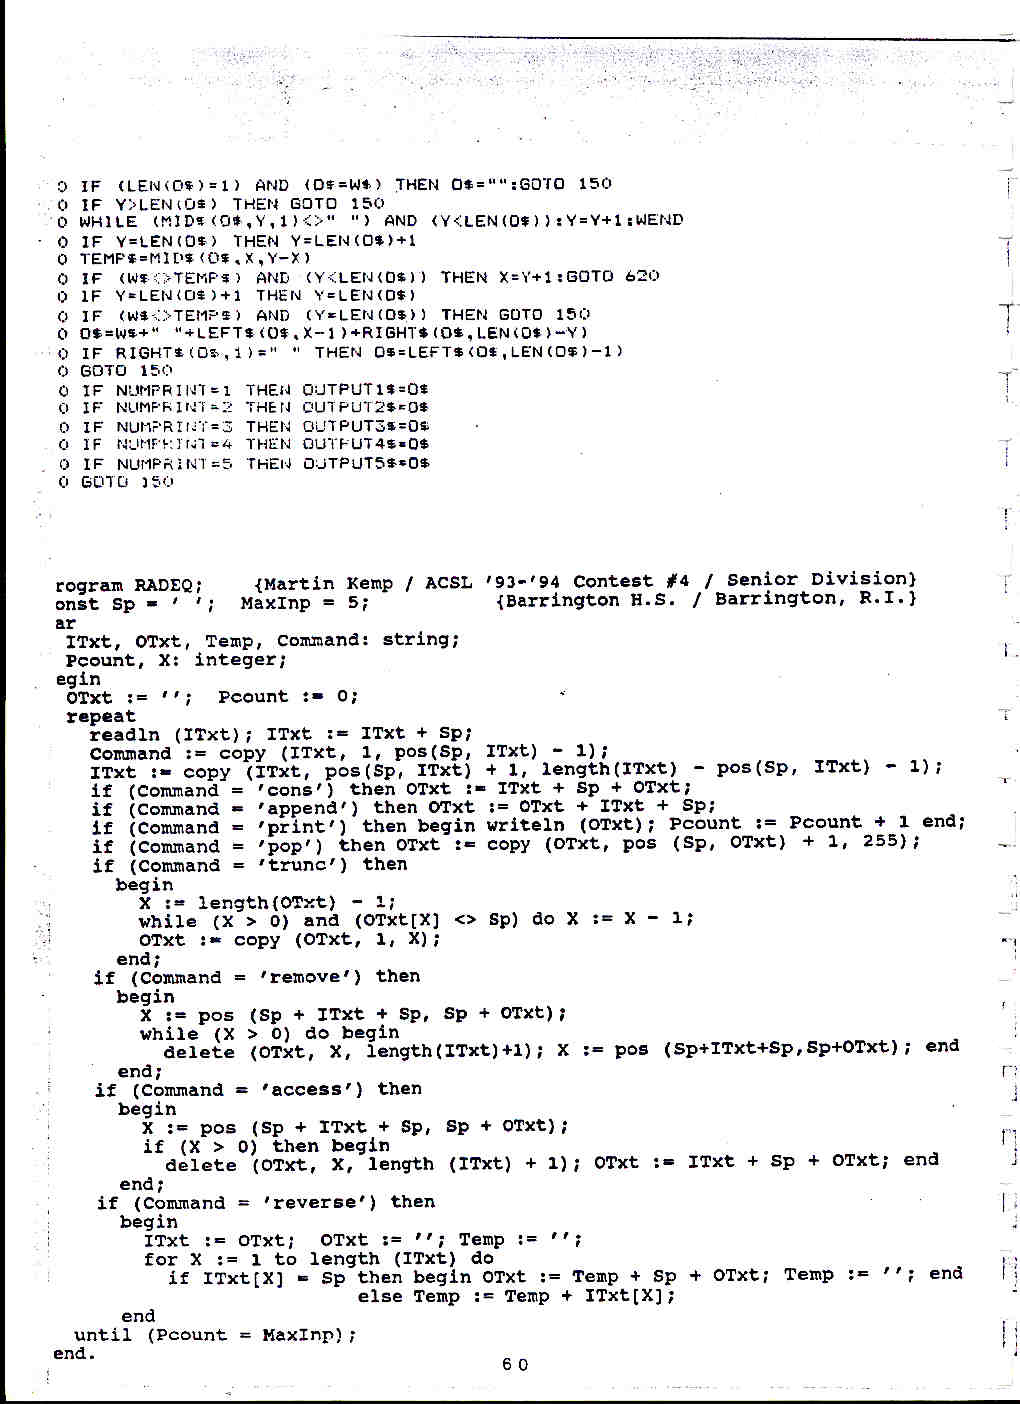 0 IF (LEN(O$)=1) AND (O$=W$) THEN O$="":GOTO 150
0 IF Y>LEN(O$) THEN GOTO 150
0 WHILE (MID$(O$,Y,1)<>" ") AND (Y<LEN(O$)):Y=Y+1:WEND
0 IF Y=LEN(O$) THEN Y=LEN(O$)+1
0 TEMP$=MID$(O$,X,Y-X)
0 IF (W$<>TEMP$) AND (Y<LEN(O$)) THEN X=Y+1:GOTO 620
0 IF Y=LEN(O$)+1 THEN Y=LEN(O$)
0 IF (W$<>TEMP$) AND (Y=LEN(O$)) THEN GOTO 150
0 O$=W$+" "+LEFT$(O$,X-1)+RIGHT$(O$,LEN(O$)-Y)
0 IF RIGHT$(O$,1)=" " THEN O$=LEFT$(O$,LEN(O$)-1)
0 GOTO 150
0 IF NUMPRINT=1 THEN OUTPUT1$=O$
0 IF NUMPRINT=2 THEN OUTPUT2$=O$
0 IF NUMPRINT=3 THEN OUTPUT3$=O$
0 IF NUMPRINT=4 THEN OUTPUT4$=O$
0 IF NUMPRINT=5 THEN OUTPUT5$=O$
0 GOTO 150
rogram RADEQ; {Martin Kemp / ACSL '93-'94 Contest #4 / Senior Division}
onst Sp = ' '; MaxInp = 5; {Barrington H.S. / Barrington, R.I.}
ar
ITxt, OTxt, Temp, Command: string;
Pcount, X: integer;
egin
OTxt := ''; Pcount := 0;
repeat
readln (ITxt); ITxt := ITxt + Sp;
Command := copy (ITxt, 1, pos(Sp, ITxt) - 1);
ITxt := copy (ITxt, pos(Sp, ITxt) + 1, length(ITxt) - pos(Sp, ITxt) - 1);
if (Command = 'cons') then OTxt := ITxt + Sp + OTxt;
if (Command = 'append') then OTxt := OTxt + ITxt + Sp;
if (Command = 'print') then begin writeln (OTxt); Pcount := Pcount + 1 end;
if (Command = 'pop') then OTxt := copy (OTxt, pos (Sp, OTxt) + 1, 255);
if (Command = 'trunc') then
begin
X := length(OTxt) - 1;
while (X > 0) and (OTxt[X] <> Sp) do X := X - 1;
OTxt := copy (OTxt, 1, X);
end;
if (Command = 'remove') then
begin
X := pos (Sp + ITxt + Sp, Sp + OTxt);
while (X > 0) do begin
delete (OTxt, X, length(ITxt)+1); X := pos (Sp+ITxt+Sp,Sp+OTxt); end
end;
if (Command = 'access') then
begin
X := pos (Sp + ITxt + Sp, Sp + OTxt);
if (X > 0) then begin
delete (OTxt, X, length (ITxt) + 1); OTxt := ITxt + Sp + OTxt; end
end;
if (Command = 'reverse') then
begin
ITxt := OTxt; OTxt := ''; Temp := '';
for X := 1 to length (ITxt) do
if ITxt[X] = Sp then begin OTxt := Temp + Sp + OTxt; Temp := ''; end
else Temp := Temp + ITxt[X];
end
until (Pcount = MaxInp);
end.
60